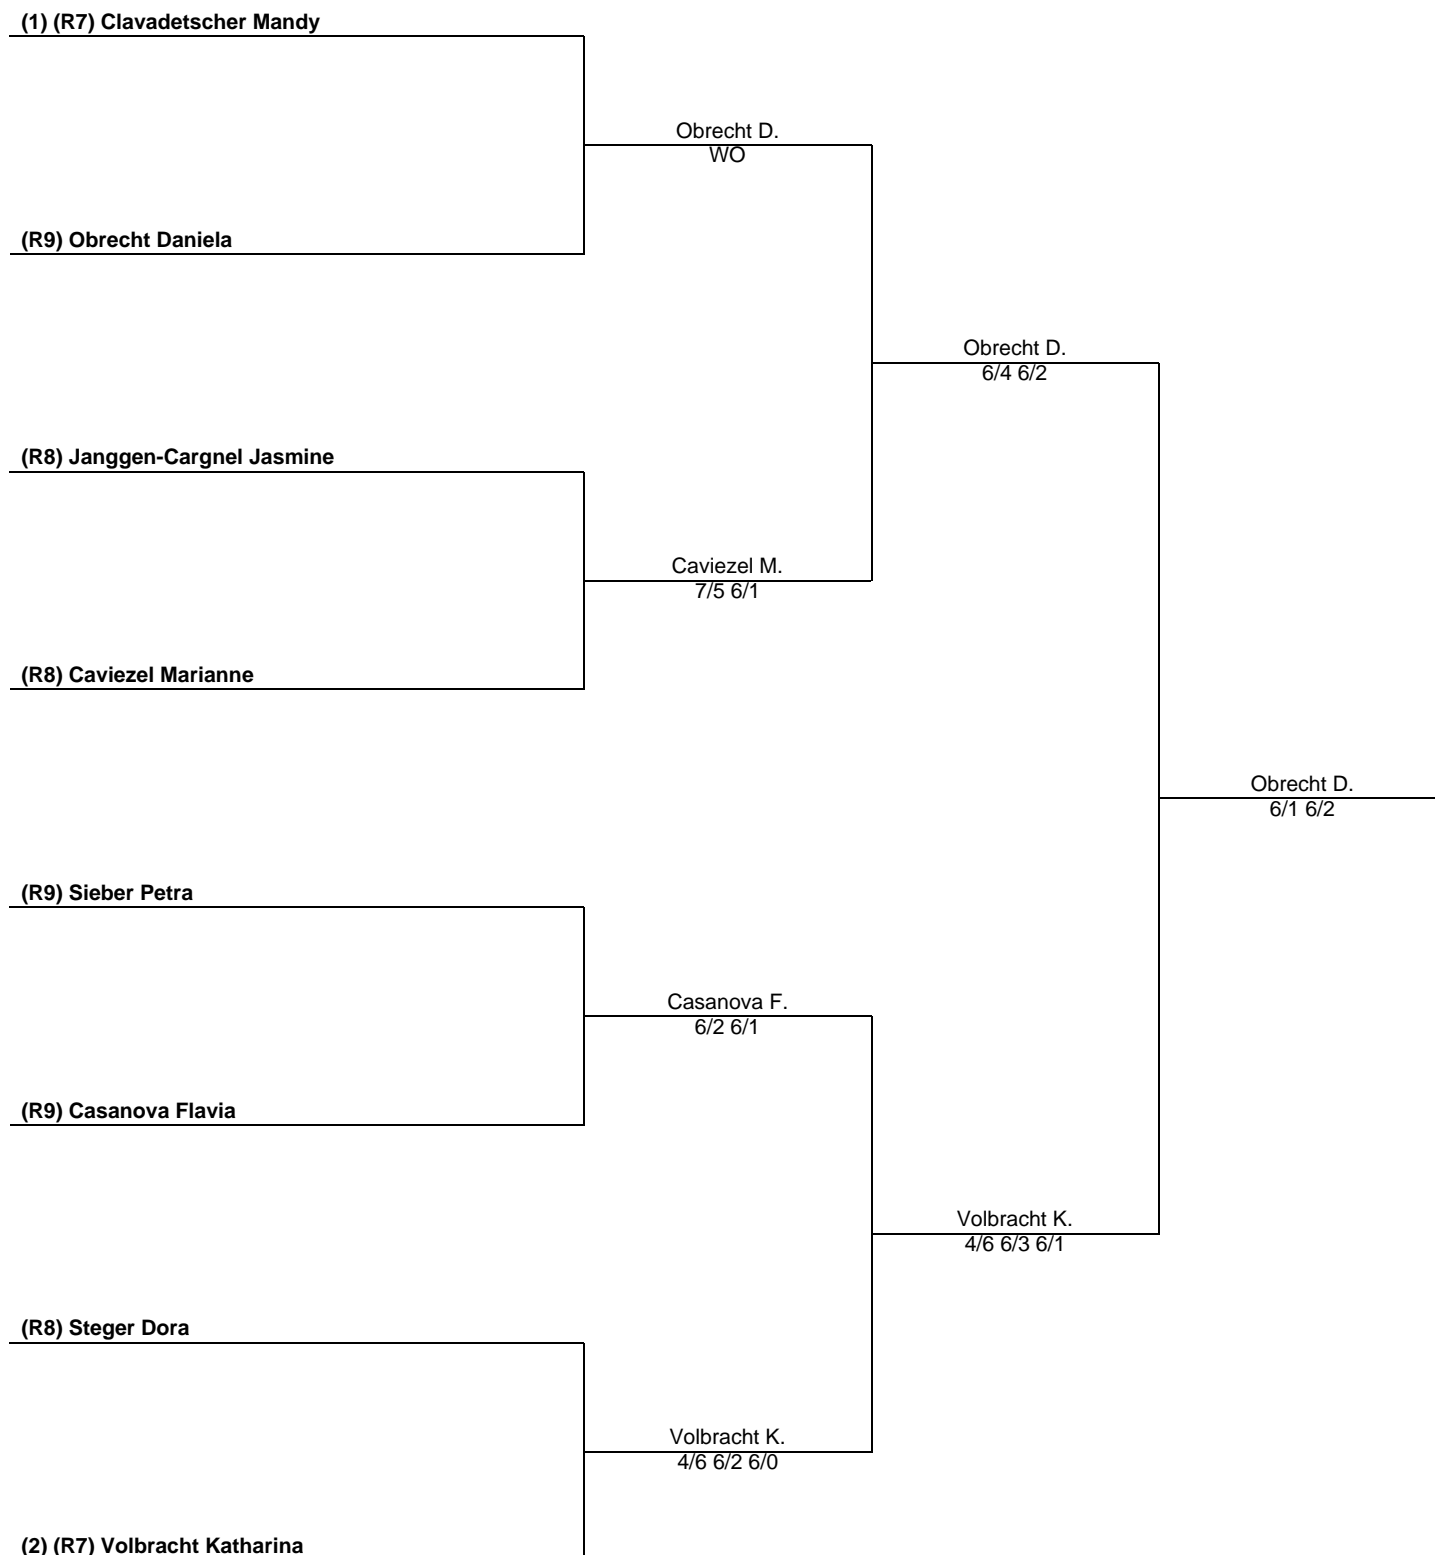 (1) (R7) Clavadetscher Mandy
Obrecht D.
WO
(R9) Obrecht Daniela
Obrecht D.
6/4 6/2
(R8) Janggen-Cargnel Jasmine
Caviezel M.
7/5 6/1
(R8) Caviezel Marianne
Obrecht D.
6/1 6/2
(R9) Sieber Petra
Casanova F.
6/2 6/1
(R9) Casanova Flavia
Volbracht K.
4/6 6/3 6/1
(R8) Steger Dora
Volbracht K.
4/6 6/2 6/0
(2) (R7) Volbracht Katharina